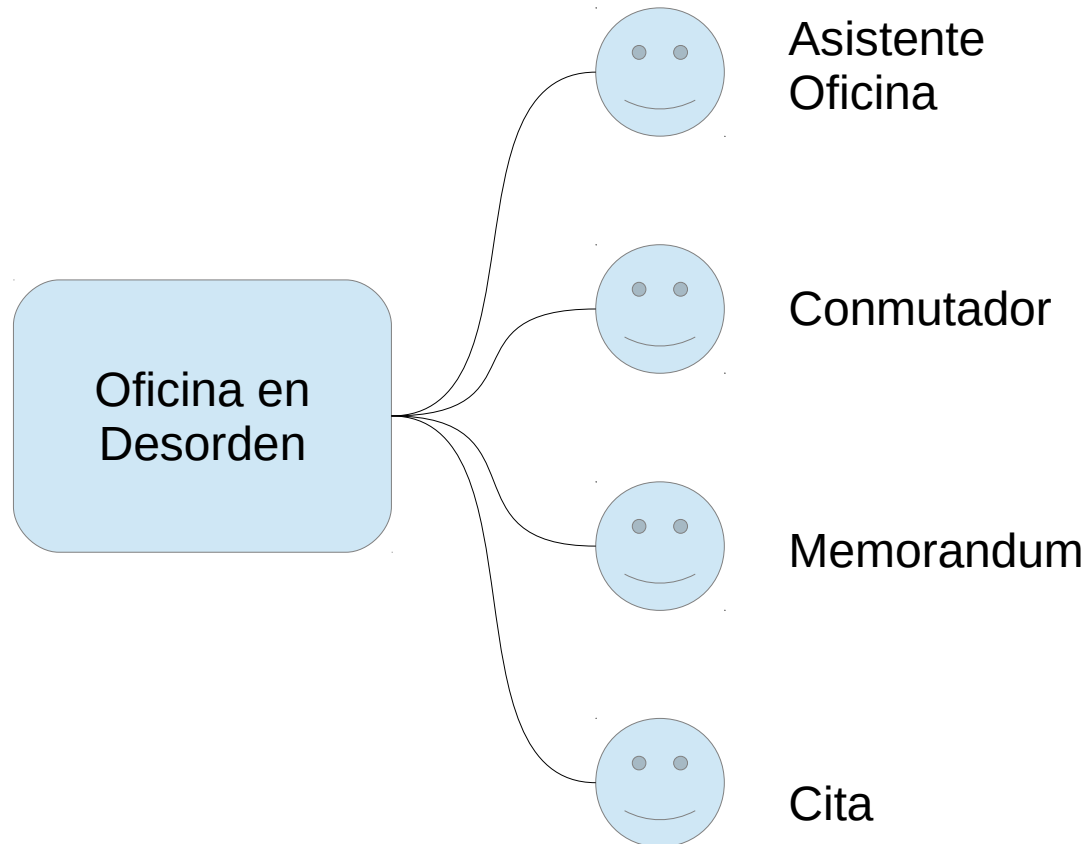 Asistente
Oficina
Conmutador
Oficina en
Desorden
Memorandum
Cita